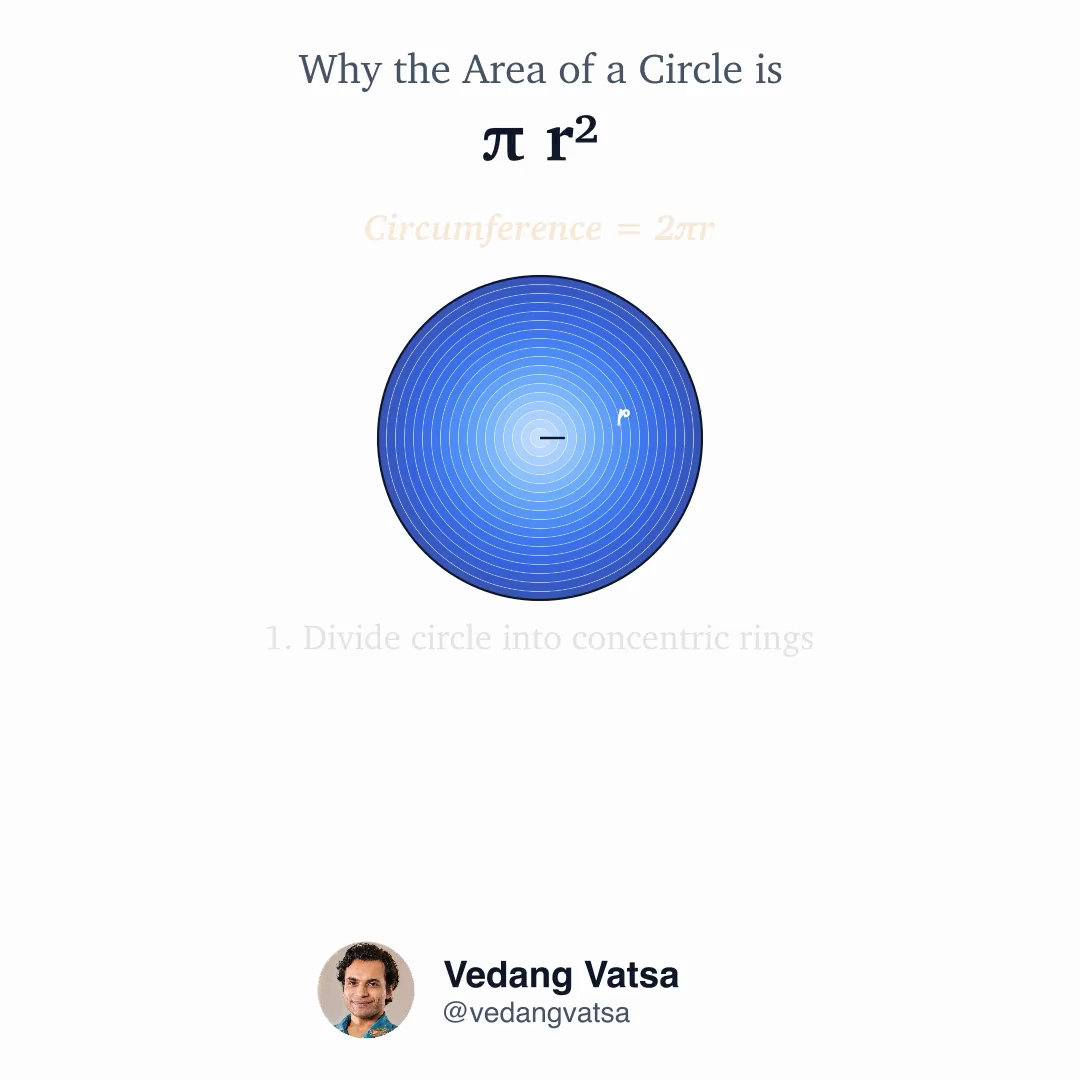 Why the Area of a Circle is
π r²
Circumference = 2πr
r
1. Divide circle into concentric rings
Vedang Vatsa
@vedangvatsa